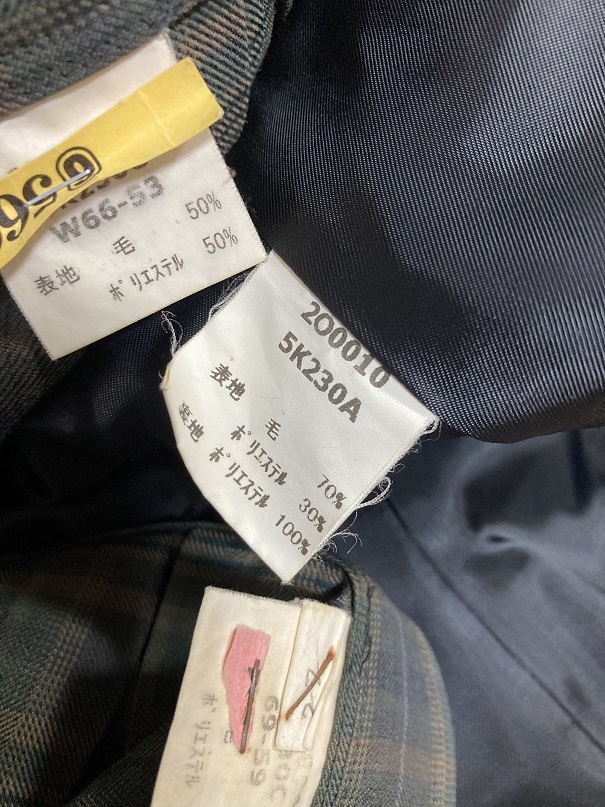 056
W66-53
表地 毛 50%
ポリエステル 50%
200010
5K230A
表地 毛 70%
ポリエステル 30%
裏地 ポリエステル 100%
69-59
ポリエステル